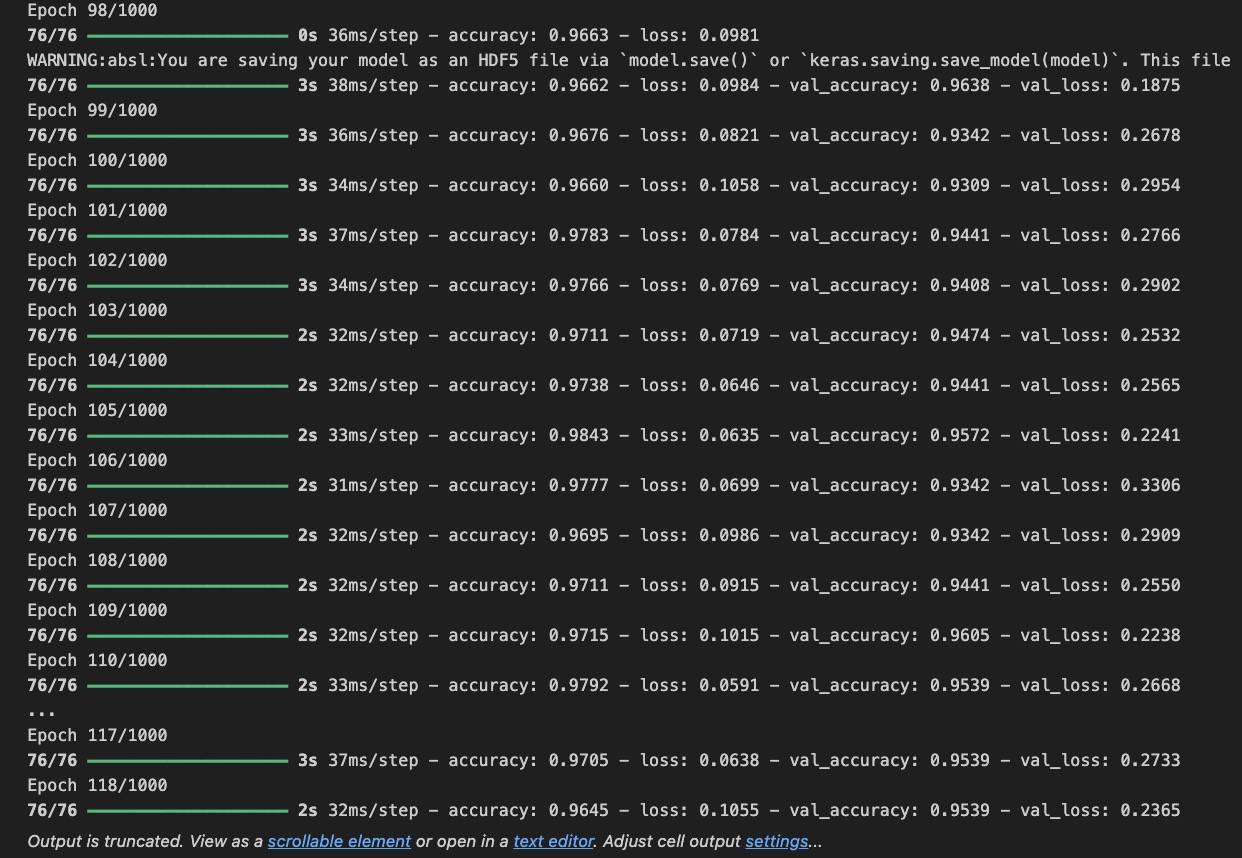 Epoch 98/1000
76/76 ━━━━━━━━━━━━━━━━━━━━ 0s 36ms/step - accuracy: 0.9663 - loss: 0.0981
WARNING:absl:You are saving your model as an HDF5 file via `model.save()` or `keras.saving.save_model(model)`. This file
76/76 ━━━━━━━━━━━━━━━━━━━━ 3s 38ms/step - accuracy: 0.9662 - loss: 0.0984 - val_accuracy: 0.9638 - val_loss: 0.1875
Epoch 99/1000
76/76 ━━━━━━━━━━━━━━━━━━━━ 3s 36ms/step - accuracy: 0.9676 - loss: 0.0821 - val_accuracy: 0.9342 - val_loss: 0.2678
Epoch 100/1000
76/76 ━━━━━━━━━━━━━━━━━━━━ 3s 34ms/step - accuracy: 0.9660 - loss: 0.1058 - val_accuracy: 0.9309 - val_loss: 0.2954
Epoch 101/1000
76/76 ━━━━━━━━━━━━━━━━━━━━ 3s 37ms/step - accuracy: 0.9783 - loss: 0.0784 - val_accuracy: 0.9441 - val_loss: 0.2766
Epoch 102/1000
76/76 ━━━━━━━━━━━━━━━━━━━━ 3s 34ms/step - accuracy: 0.9766 - loss: 0.0769 - val_accuracy: 0.9408 - val_loss: 0.2902
Epoch 103/1000
76/76 ━━━━━━━━━━━━━━━━━━━━ 2s 32ms/step - accuracy: 0.9711 - loss: 0.0719 - val_accuracy: 0.9474 - val_loss: 0.2532
Epoch 104/1000
76/76 ━━━━━━━━━━━━━━━━━━━━ 2s 32ms/step - accuracy: 0.9738 - loss: 0.0646 - val_accuracy: 0.9441 - val_loss: 0.2565
Epoch 105/1000
76/76 ━━━━━━━━━━━━━━━━━━━━ 2s 33ms/step - accuracy: 0.9843 - loss: 0.0635 - val_accuracy: 0.9572 - val_loss: 0.2241
Epoch 106/1000
76/76 ━━━━━━━━━━━━━━━━━━━━ 2s 31ms/step - accuracy: 0.9777 - loss: 0.0699 - val_accuracy: 0.9342 - val_loss: 0.3306
Epoch 107/1000
76/76 ━━━━━━━━━━━━━━━━━━━━ 2s 32ms/step - accuracy: 0.9695 - loss: 0.0986 - val_accuracy: 0.9342 - val_loss: 0.2909
Epoch 108/1000
76/76 ━━━━━━━━━━━━━━━━━━━━ 2s 32ms/step - accuracy: 0.9711 - loss: 0.0915 - val_accuracy: 0.9441 - val_loss: 0.2550
Epoch 109/1000
76/76 ━━━━━━━━━━━━━━━━━━━━ 2s 32ms/step - accuracy: 0.9715 - loss: 0.1015 - val_accuracy: 0.9605 - val_loss: 0.2238
Epoch 110/1000
76/76 ━━━━━━━━━━━━━━━━━━━━ 2s 33ms/step - accuracy: 0.9792 - loss: 0.0591 - val_accuracy: 0.9539 - val_loss: 0.2668
...
Epoch 117/1000
76/76 ━━━━━━━━━━━━━━━━━━━━ 3s 37ms/step - accuracy: 0.9705 - loss: 0.0638 - val_accuracy: 0.9539 - val_loss: 0.2733
Epoch 118/1000
76/76 ━━━━━━━━━━━━━━━━━━━━ 2s 32ms/step - accuracy: 0.9645 - loss: 0.1055 - val_accuracy: 0.9539 - val_loss: 0.2365
Output is truncated. View as a scrollable element or open in a text editor. Adjust cell output settings...